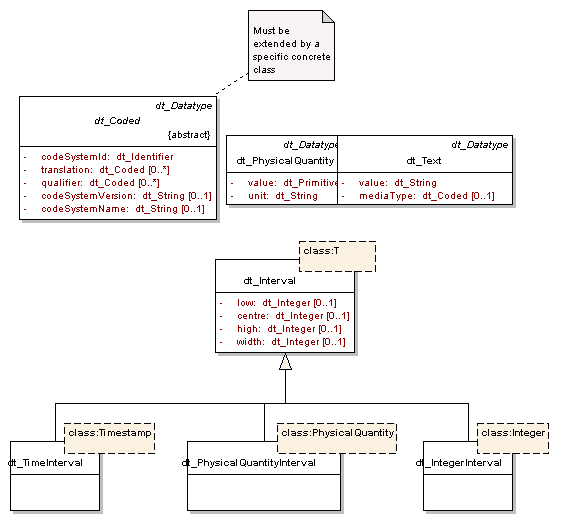 Must be
extended by a
specific concrete
class
dt_Datatype
dt_Coded
{abstract}
- codeSystemId: dt_Identifier
- translation: dt_Coded [0..*]
- qualifier: dt_Coded [0..*]
- codeSystemVersion: dt_String [0..1]
- codeSystemName: dt_String [0..1]
dt_Datatype
dt_PhysicalQuantity
- value: dt_Primitive
- unit: dt_String
dt_Datatype
dt_Text
- value: dt_String
- mediaType: dt_Coded [0..1]
class:T
dt_Interval
- low: dt_Integer [0..1]
- centre: dt_Integer [0..1]
- high: dt_Integer [0..1]
- width: dt_Integer [0..1]
class:Timestamp
dt_TimeInterval
class:PhysicalQuantity
dt_PhysicalQuantityInterval
class:Integer
dt_IntegerInterval